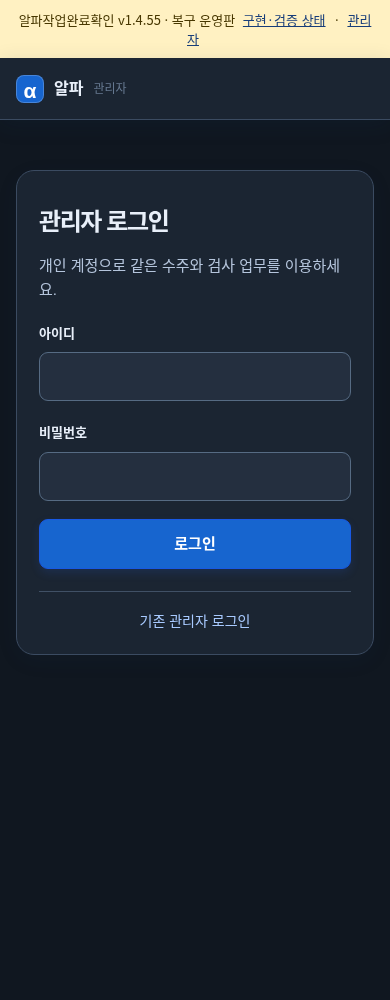 알파작업완료확인 v1.4.55 · 복구 운영판 구현·검증 상태 · 관리
자
α 알파 관리자
관리자 로그인
개인 계정으로 같은 수주와 검사 업무를 이용하세
요.
아이디
비밀번호
로그인
기존 관리자 로그인